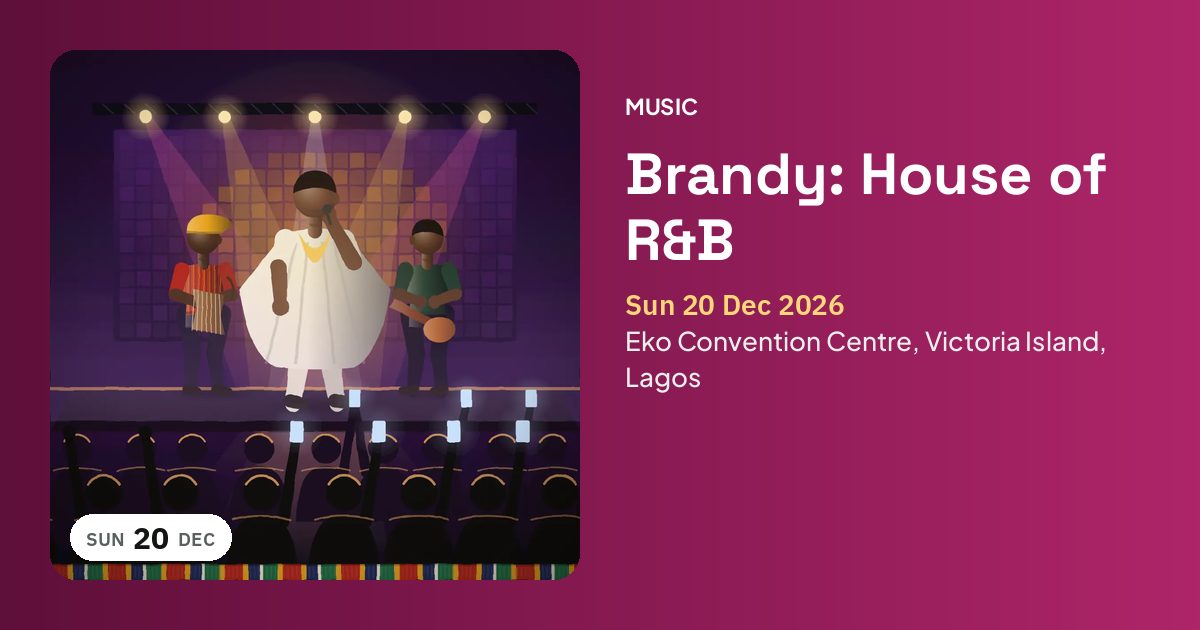 MUSIC
Brandy: House of
R&B
Sun 20 Dec 2026
Eko Convention Centre, Victoria Island,
Lagos
SUN 20 DEC